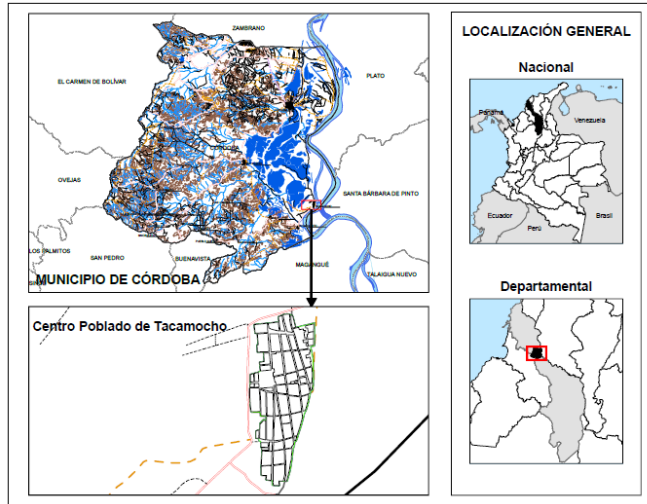 ZAMBRANO
EL CARMEN DE BOLÍVAR
PLATO
CÓRDOBA
OVEJAS
SANTA BÁRBARA DE PINTO
LOS PALMITOS
SAN PEDRO
BUENAVISTA
MAGANGUÉ
TALAIGUA NUEVO
MUNICIPIO DE CÓRDOBA
Centro Poblado de Tacamocho
LOCALIZACIÓN GENERAL
Nacional
Panamá
Venezuela
Ecuador
Perú
Brasil
Departamental